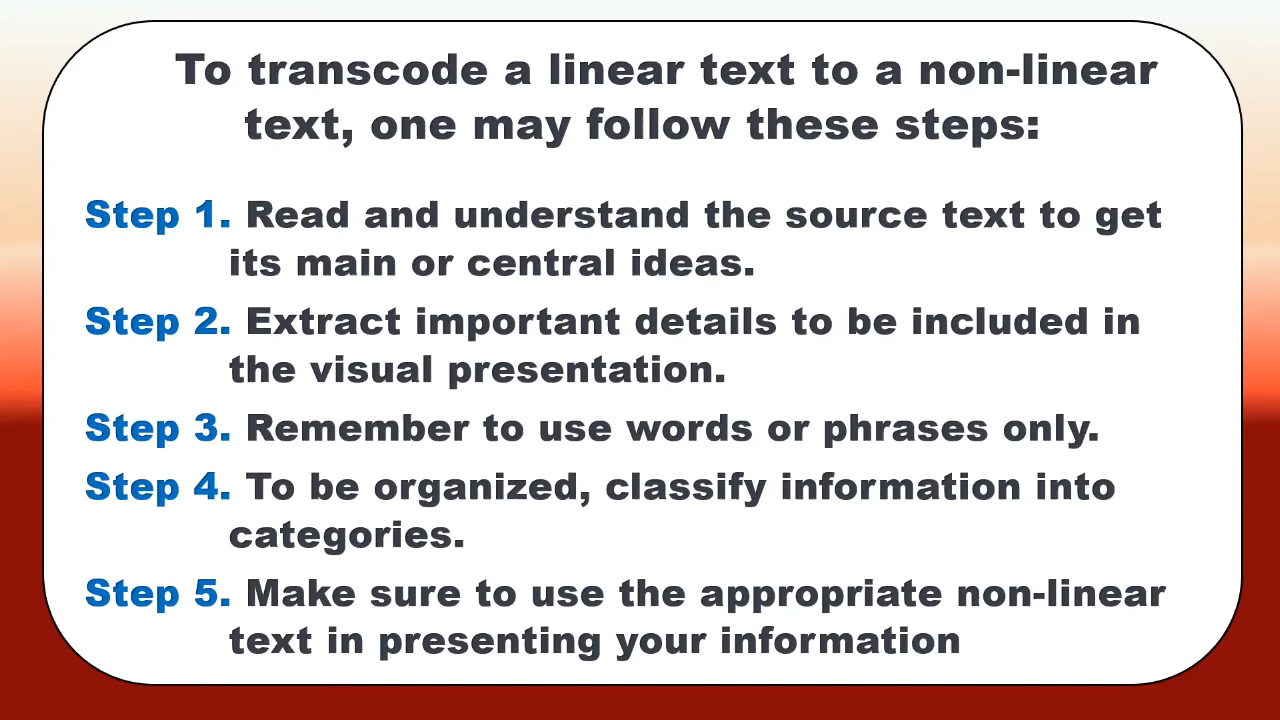 To transcode a linear text to a non-linear
text, one may follow these steps:
Step 1. Read and understand the source text to get
its main or central ideas.
Step 2. Extract important details to be included in
the visual presentation.
Step 3. Remember to use words or phrases only.
Step 4. To be organized, classify information into
categories.
Step 5. Make sure to use the appropriate non-linear
text in presenting your information